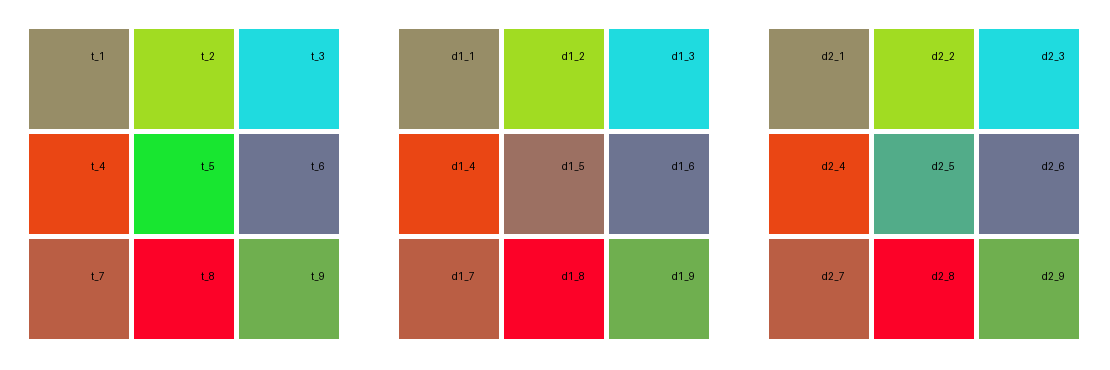 t_1 t_2 t_3 d1_1 d1_2 d1_3 d2_1 d2_2 d2_3
t_4 t_5 t_6 d1_4 d1_5 d1_6 d2_4 d2_5 d2_6
t_7 t_8 t_9 d1_7 d1_8 d1_9 d2_7 d2_8 d2_9